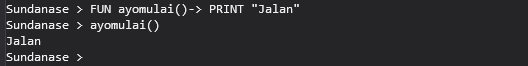 Sundanase > FUN ayomulai()-> PRINT "Jalan"
Sundanase > ayomulai()
Jalan
Sundanase >